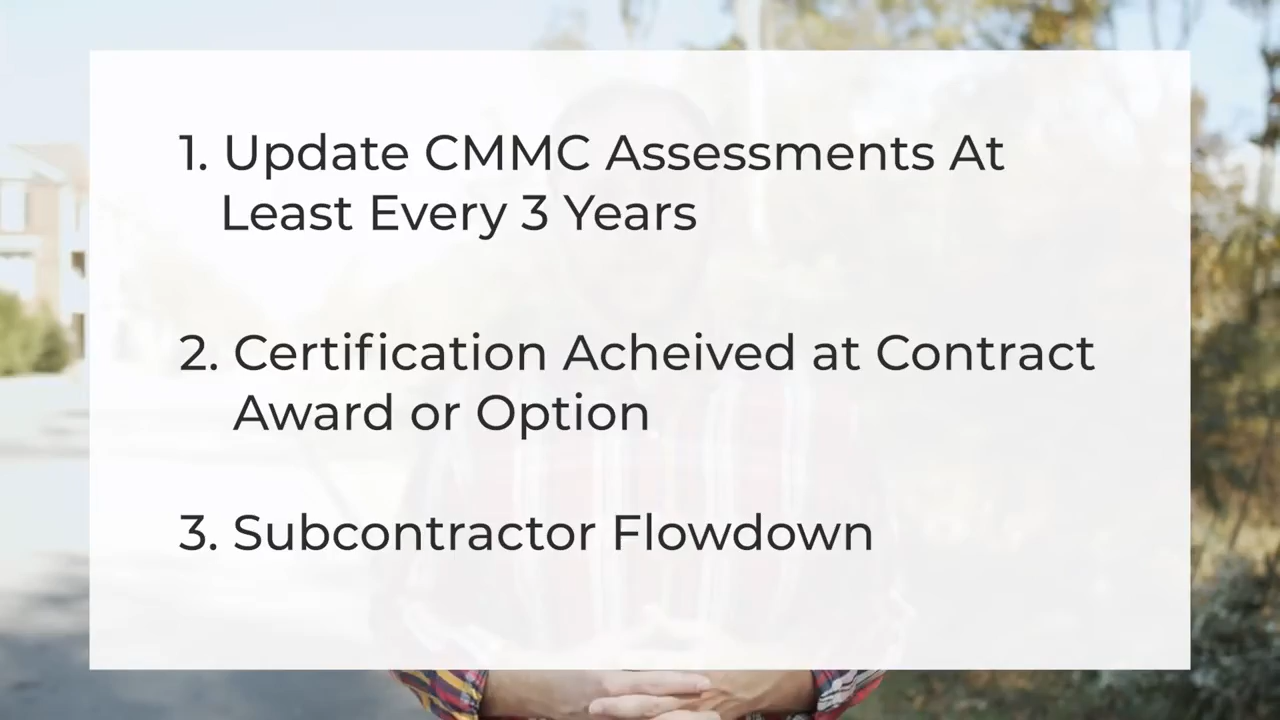 1. Update CMMC Assessments At
Least Every 3 Years
2. Certification Acheived at Contract
Award or Option
3. Subcontractor Flowdown